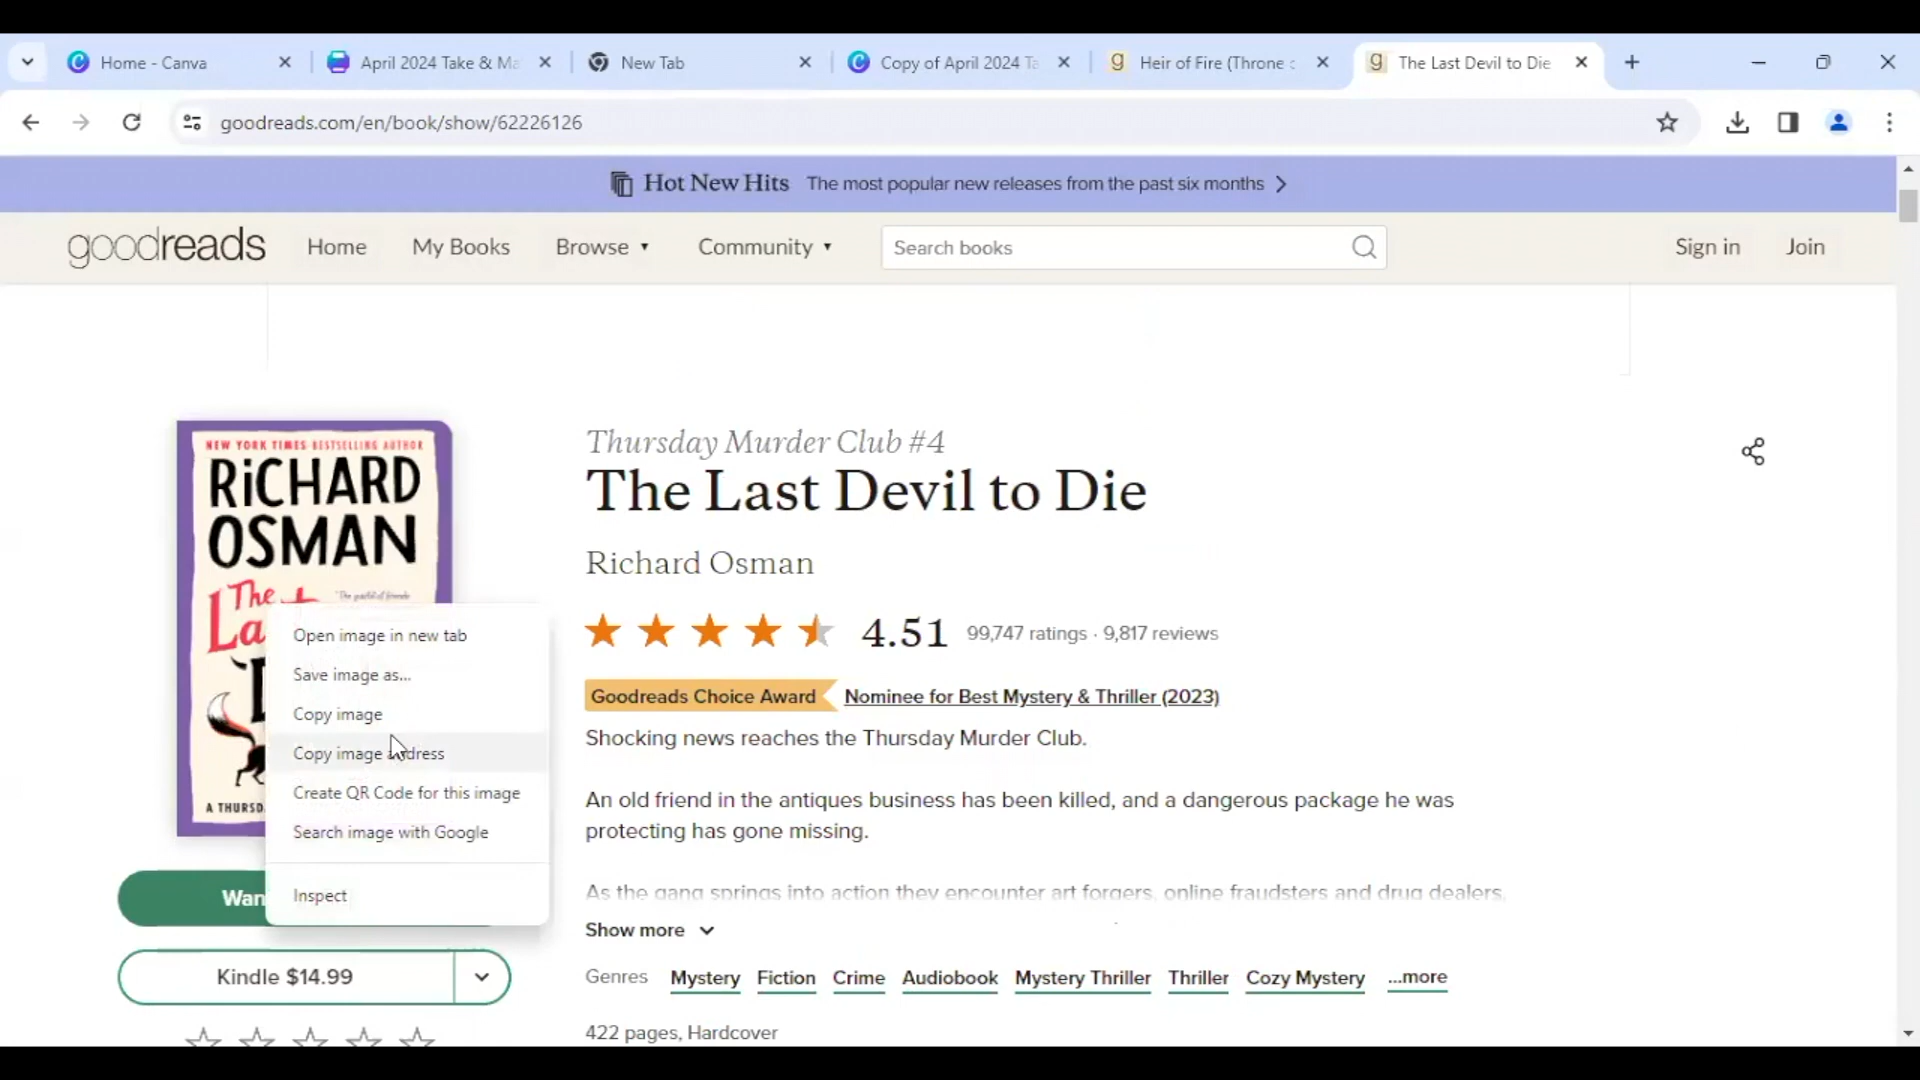 Home - Canva
April 2024 Take & Ma
New Tab
Copy of April 2024 Ta
Heir of Fire (Throne o
The Last Devil to Die
goodreads.com/en/book/show/62226126
Hot New Hits The most popular new releases from the past six months
goodreads Home My Books Browse Community Search books Sign in Join
NEW YORK TIMES BESTSELLING AUTHOR
RiCHARD
OSMAN
The
La
A THURSD
Open image in new tab
Save image as...
Copy image
Copy image address
Create QR Code for this image
Search image with Google
Inspect
Wan
Kindle $14.99
Thursday Murder Club #4
The Last Devil to Die
Richard Osman
4.51 99,747 ratings · 9,817 reviews
Goodreads Choice Award Nominee for Best Mystery & Thriller (2023)
Shocking news reaches the Thursday Murder Club.
An old friend in the antiques business has been killed, and a dangerous package he was
protecting has gone missing.
As the gang springs into action they encounter art forgers, online fraudsters and drug dealers,
Show more
Genres Mystery Fiction Crime Audiobook Mystery Thriller Thriller Cozy Mystery ...more
422 pages, Hardcover